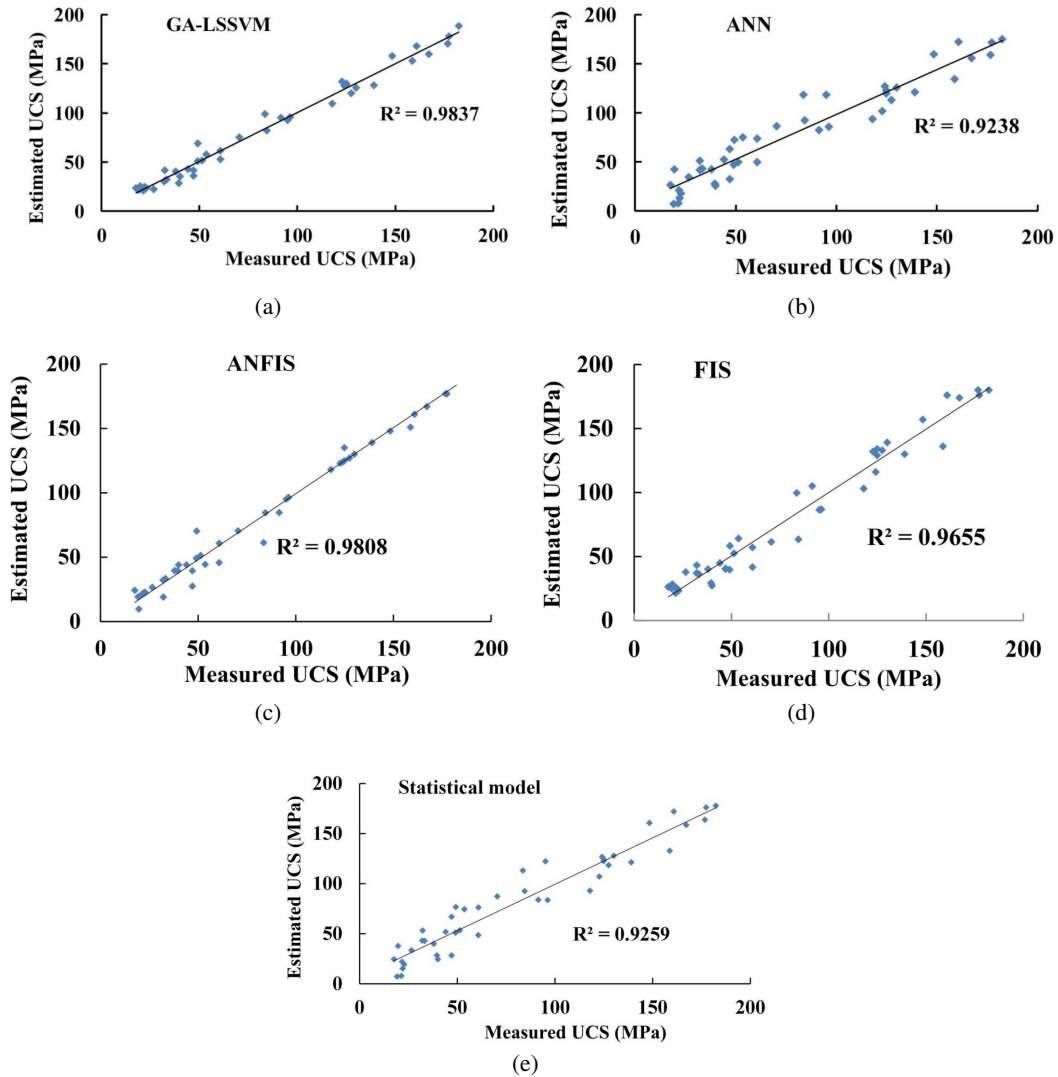 GA-LSSVM
Estimated UCS (MPa)
200
150
100
50
0
R² = 0.9837
0 50 100 150 200
Measured UCS (MPa)
(a)
ANN
Estimated UCS (MPa)
200
150
100
50
0
R² = 0.9238
0 50 100 150 200
Measured UCS (MPa)
(b)
ANFIS
Estimated UCS (MPa)
200
150
100
50
0
R² = 0.9808
0 50 100 150 200
Measured UCS (MPa)
(c)
FIS
Estimated UCS (MPa)
200
150
100
50
0
R² = 0.9655
0 50 100 150 200
Measured UCS (MPa)
(d)
Statistical model
Estimated UCS (MPa)
200
150
100
50
0
R² = 0.9259
0 50 100 150 200
Measured UCS (MPa)
(e)